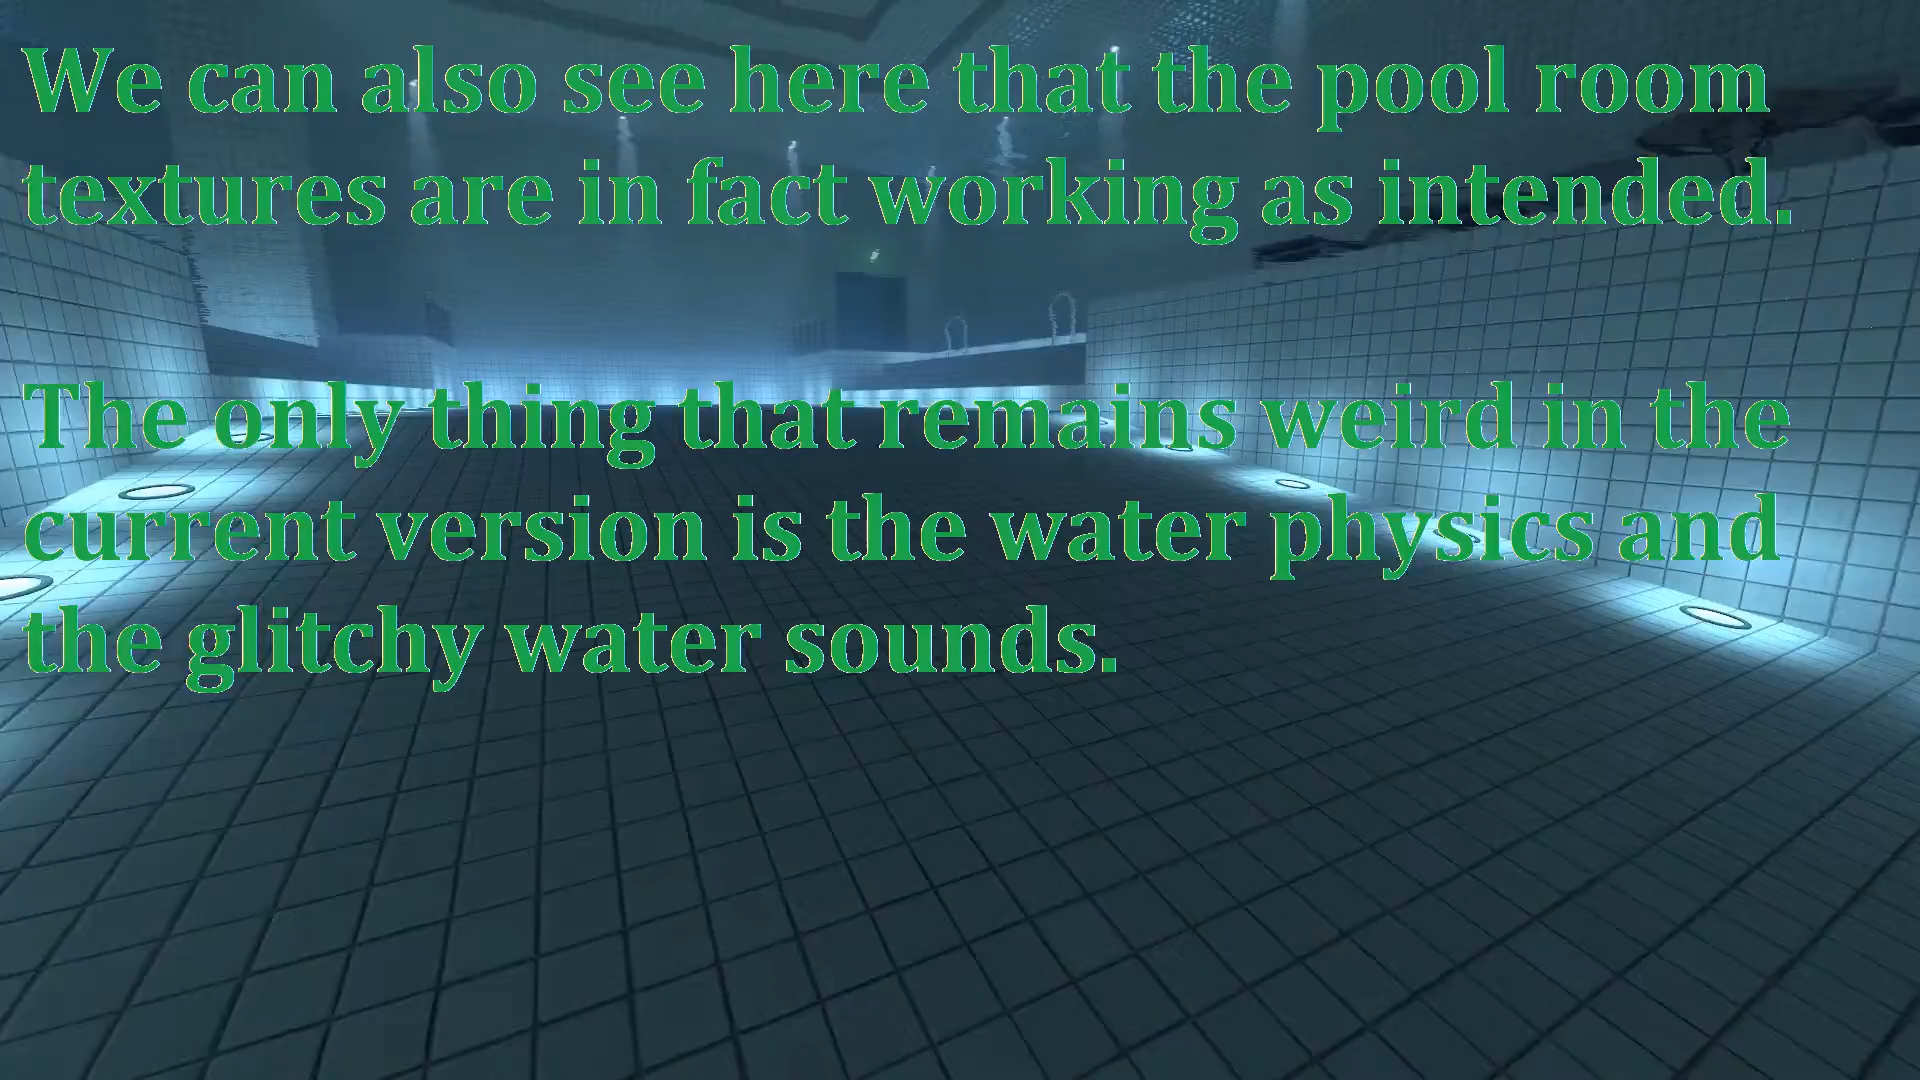 We can also see here that the pool room
textures are in fact working as intended.
The only thing that remains weird in the
current version is the water physics and
the glitchy water sounds.